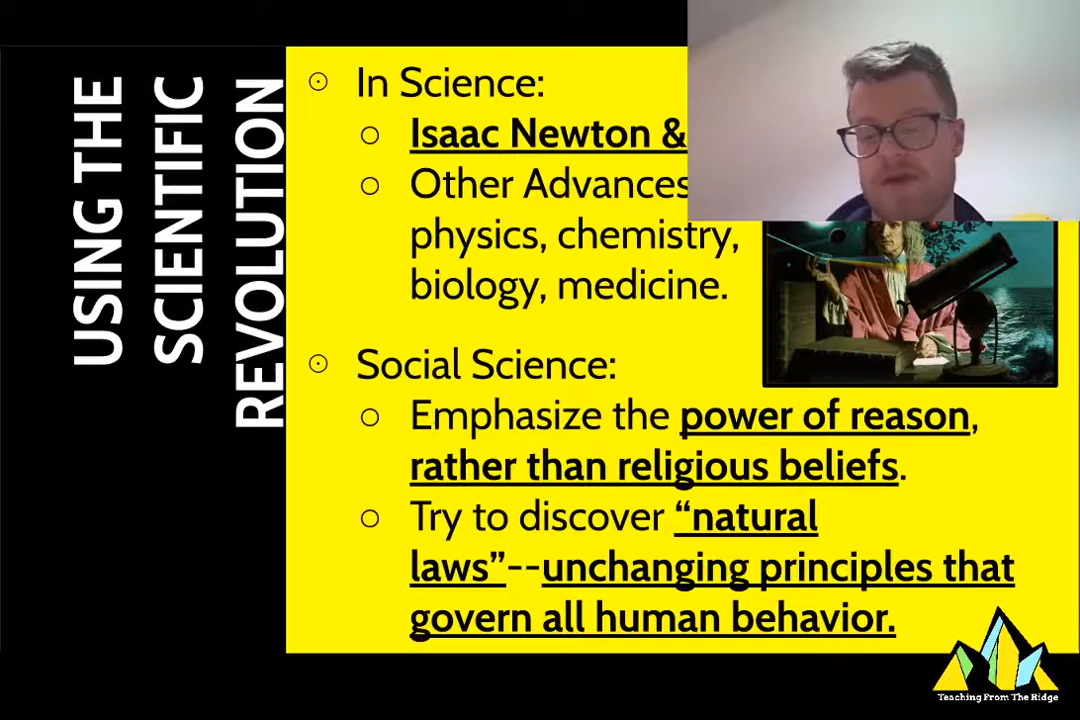 USING THE
SCIENTIFIC
REVOLUTION
In Science:
Isaac Newton &
Other Advances
physics, chemistry,
biology, medicine.
Social Science:
Emphasize the power of reason,
rather than religious beliefs.
Try to discover “natural
laws”--unchanging principles that
govern all human behavior.
Teaching From The Ridge